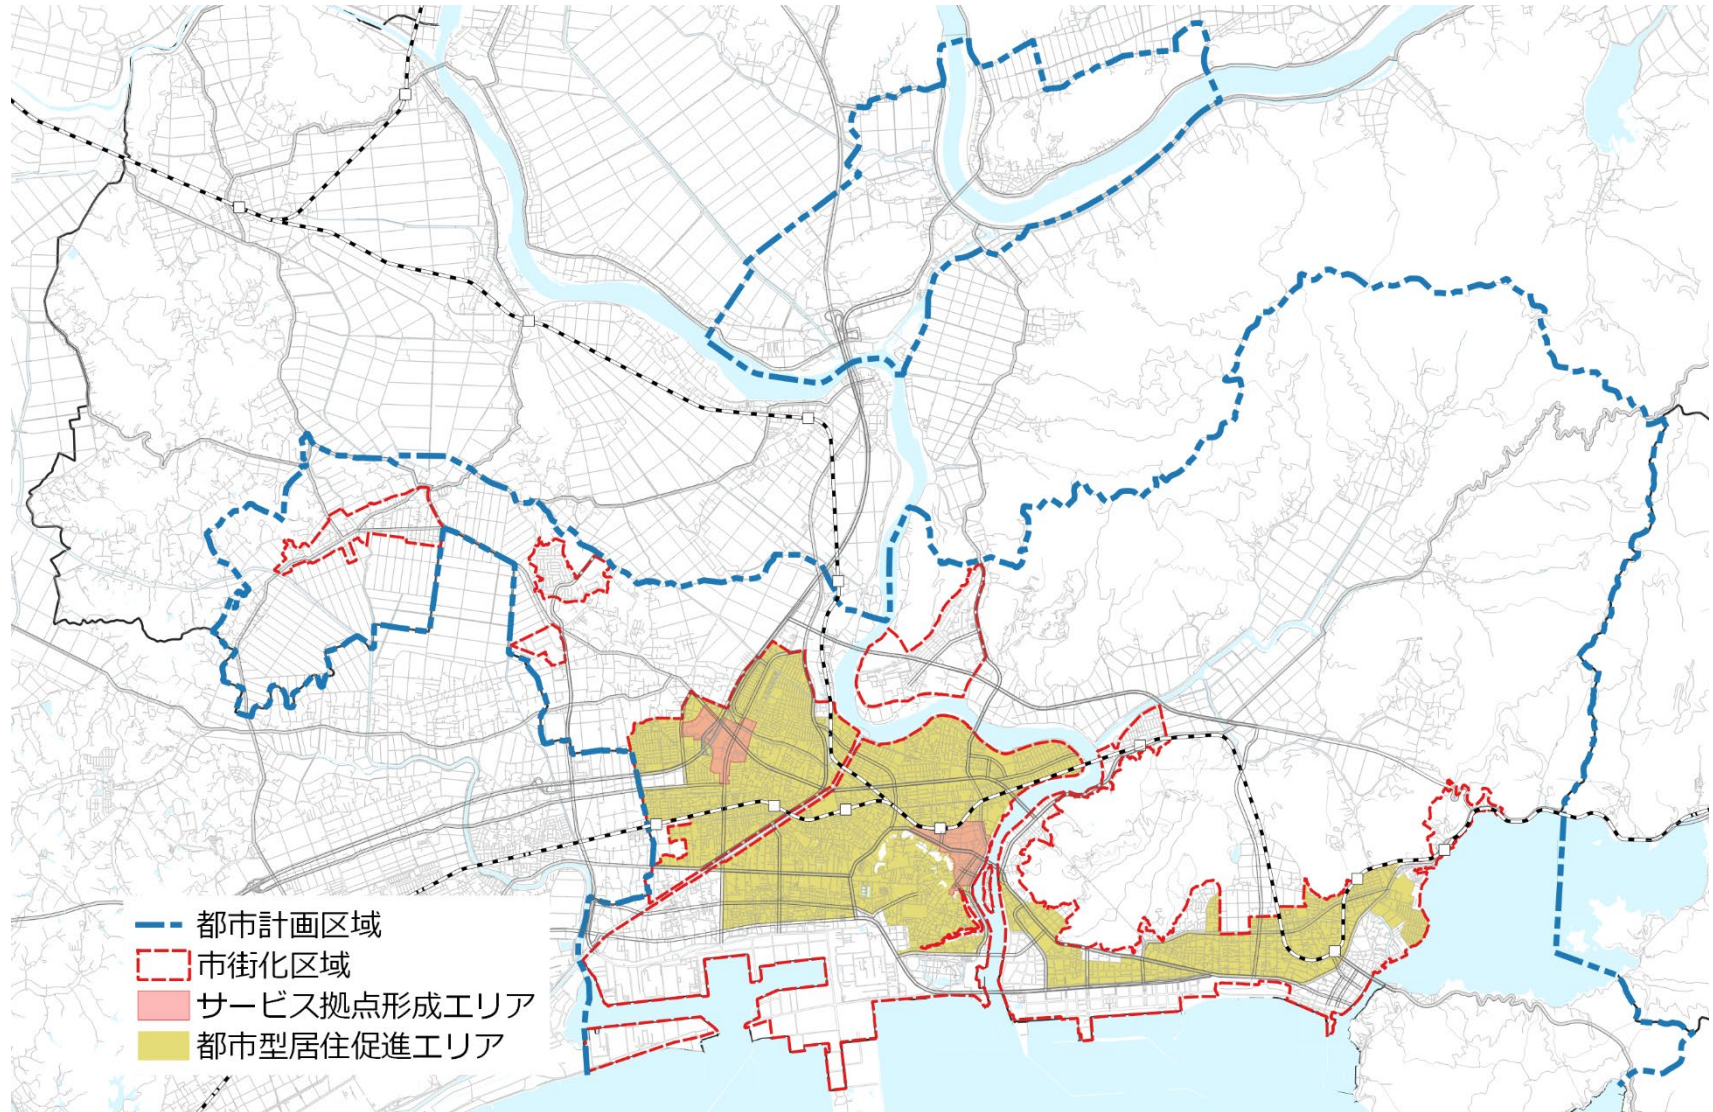 都市計画区域
市街化区域
サービス拠点形成エリア
都市型居住促進エリア